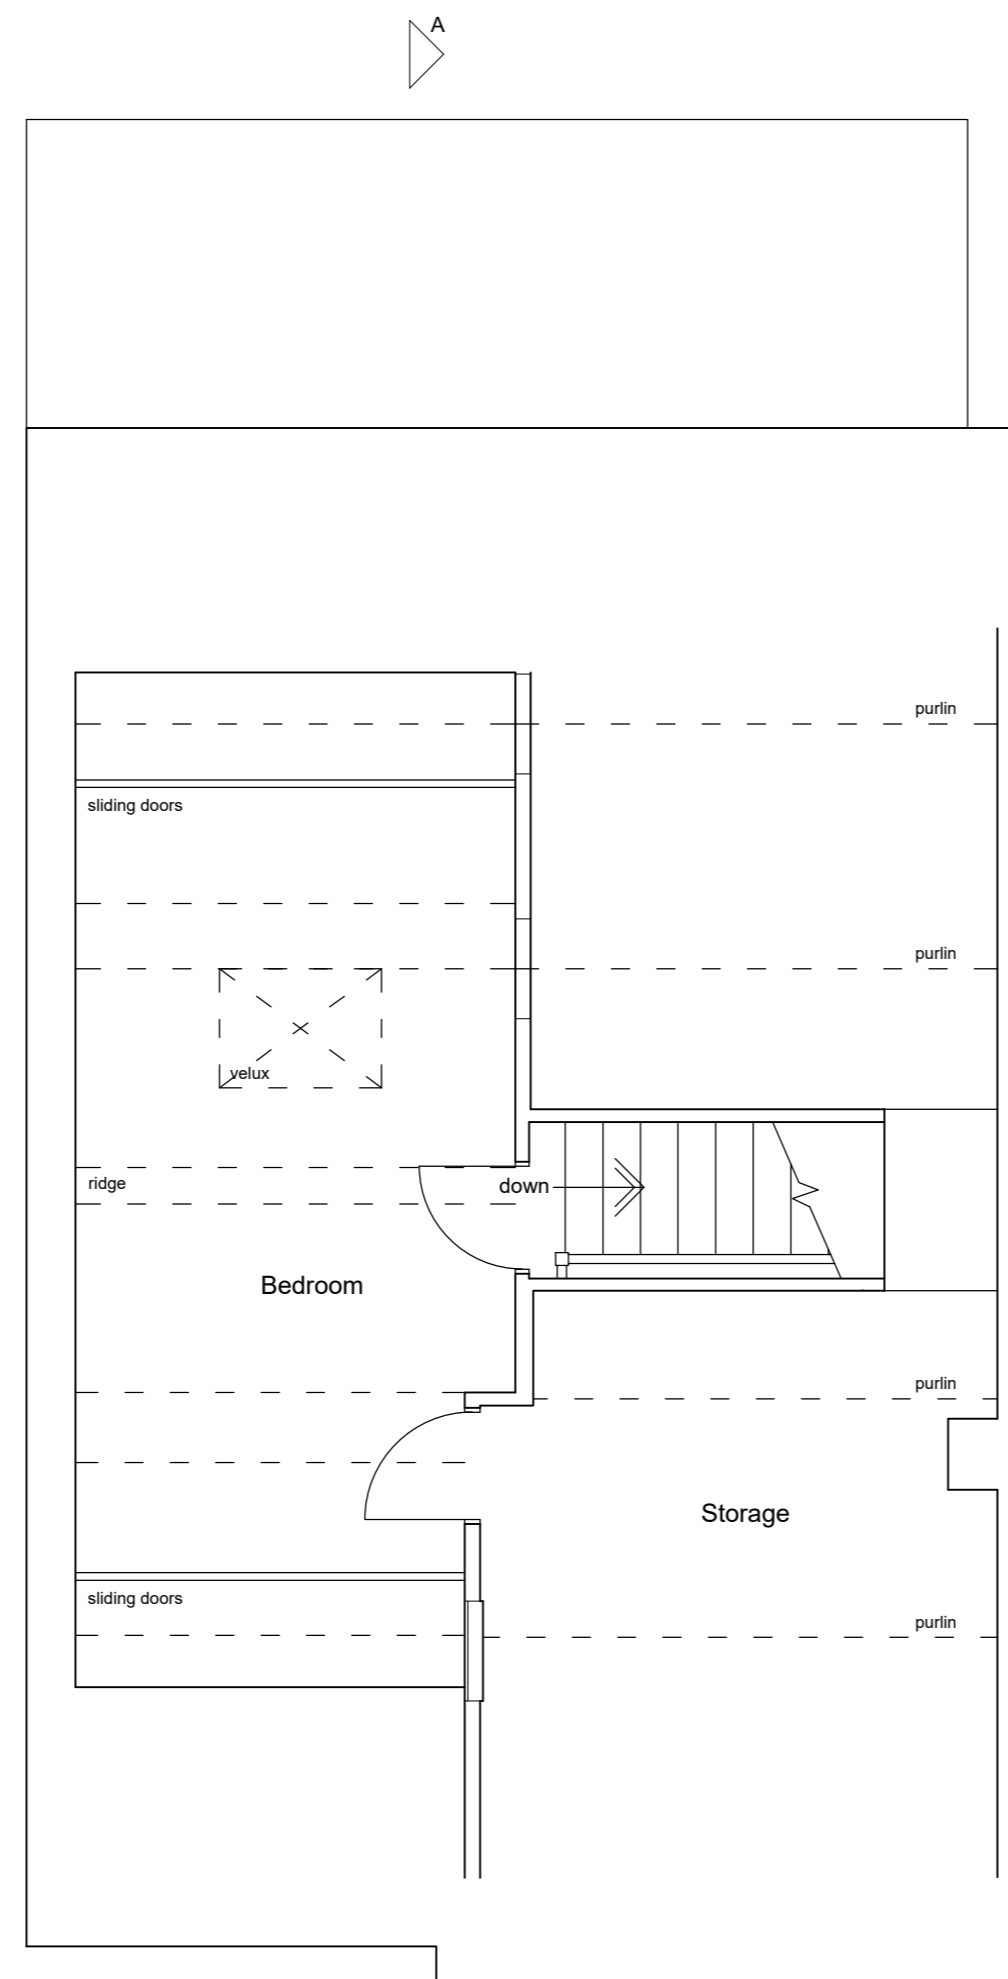 A
purlin
sliding doors
purlin
velux
ridge
down
Bedroom
purlin
Storage
sliding doors
purlin